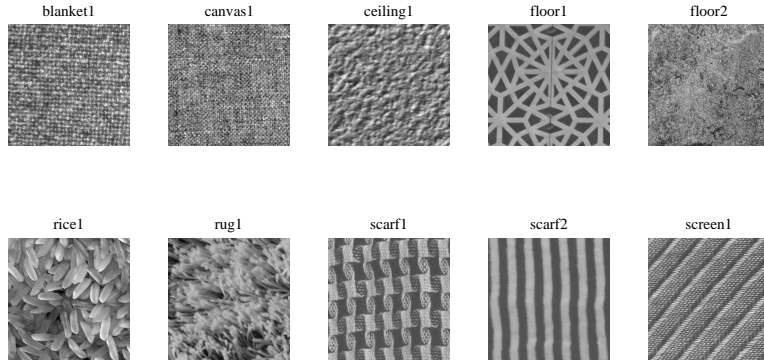 blanket1 canvas1 ceiling1 floor1 floor2
rice1 rug1 scarf1 scarf2 screen1